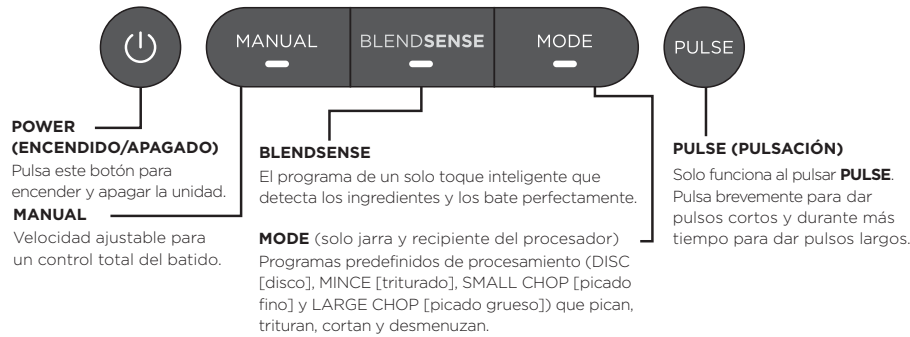 MANUAL
BLENDSENSE
MODE
PULSE
POWER
(ENCENDIDO/APAGADO)
Pulsa este botón para
encender y apagar la unidad.
MANUAL
Velocidad ajustable para
un control total del batido.
BLENDSENSE
El programa de un solo toque inteligente que
detecta los ingredientes y los bate perfectamente.
MODE (solo jarra y recipiente del procesador)
Programas predefinidos de procesamiento (DISC
[disco], MINCE [triturado], SMALL CHOP [picado
fino] y LARGE CHOP [picado grueso]) que pican,
trituran, cortan y desmenuzan.
PULSE (PULSACIÓN)
Solo funciona al pulsar PULSE.
Pulsa brevemente para dar
pulsos cortos y durante más
tiempo para dar pulsos largos.